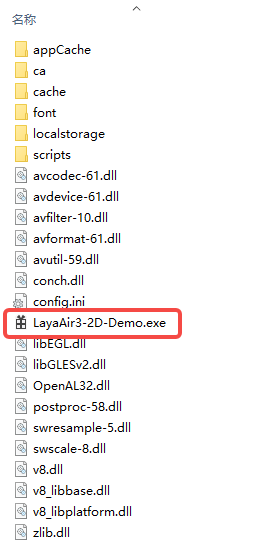 名称
appCache
ca
cache
font
localstorage
scripts
avcodec-61.dll
avdevice-61.dll
avfilter-10.dll
avformat-61.dll
avutil-59.dll
conch.dll
config.ini
LayaAir3-2D-Demo.exe
libEGL.dll
libGLESv2.dll
OpenAL32.dll
postproc-58.dll
swresample-5.dll
swscale-8.dll
v8.dll
v8_libbase.dll
v8_libplatform.dll
zlib.dll